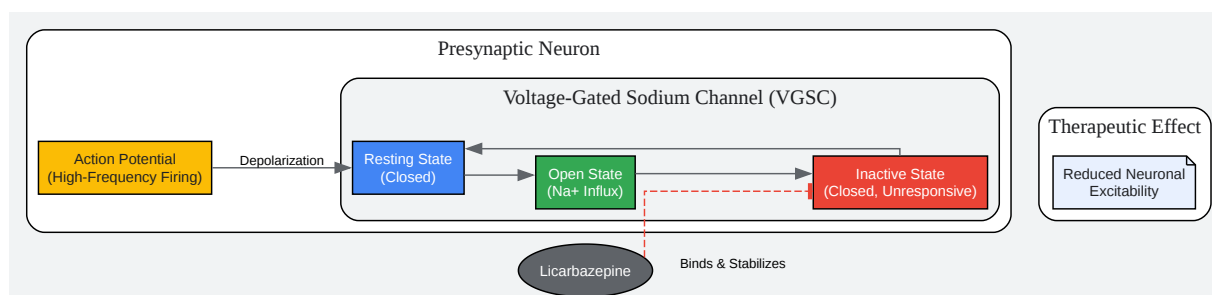 Presynaptic Neuron
Voltage-Gated Sodium Channel (VGSC)
Action Potential
(High-Frequency Firing)
Depolarization
Resting State
(Closed)
Open State
(Na+ Influx)
Inactive State
(Closed, Unresponsive)
Licarbazepine
Binds & Stabilizes
Therapeutic Effect
Reduced Neuronal
Excitability